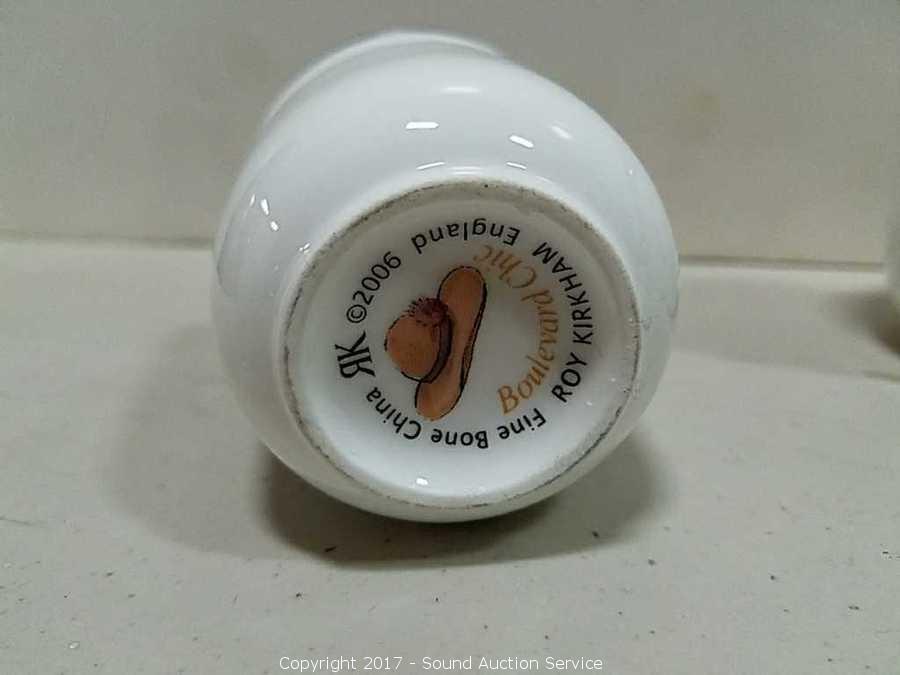 ROY KIRKHAM England ©2006 RK Fine Bone China
Boulevard Chic
Copyright 2017 - Sound Auction Service